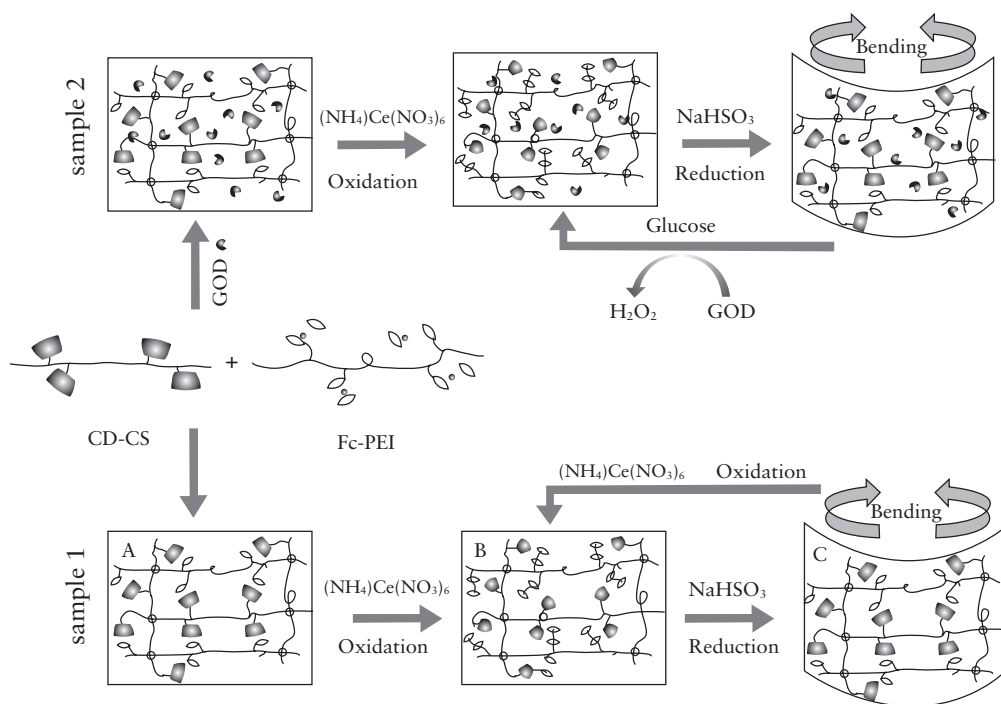 Bending
sample 2
(NH₄)Ce(NO₃)₆
Oxidation
NaHSO₃
Reduction
Glucose
GOD
H₂O₂
GOD
+
CD-CS
Fc-PEI
(NH₄)Ce(NO₃)₆
Oxidation
Bending
sample 1
A
B
C
(NH₄)Ce(NO₃)₆
Oxidation
NaHSO₃
Reduction